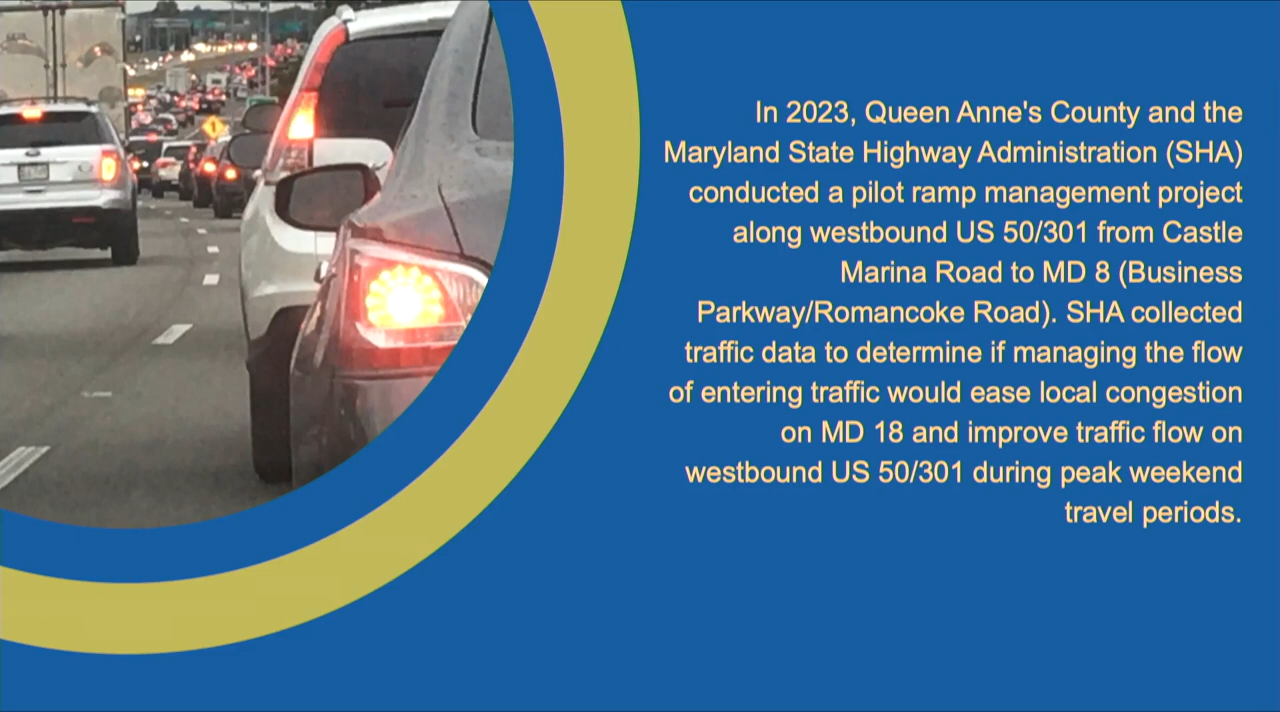 In 2023, Queen Anne's County and the
Maryland State Highway Administration (SHA)
conducted a pilot ramp management project
along westbound US 50/301 from Castle
Marina Road to MD 8 (Business
Parkway/Romancoke Road). SHA collected
traffic data to determine if managing the flow
of entering traffic would ease local congestion
on MD 18 and improve traffic flow on
westbound US 50/301 during peak weekend
travel periods.